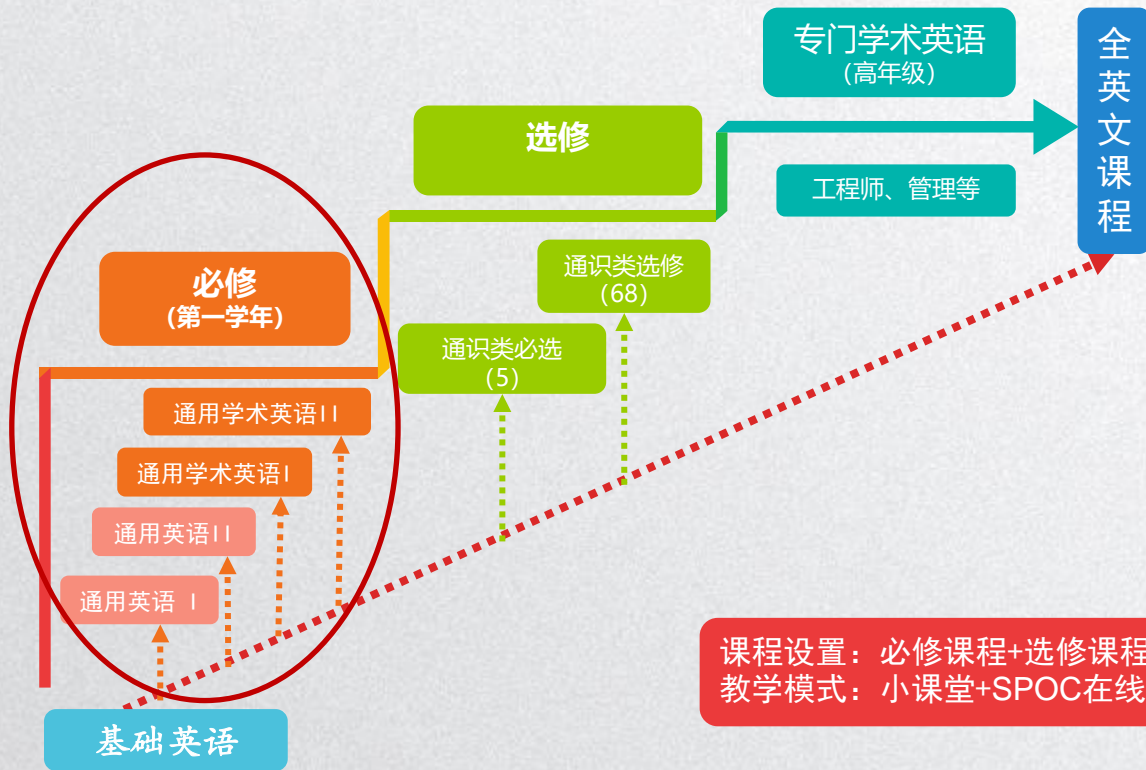 专门学术英语
（高年级）
全英文课程
选修
工程师、管理等
必修
（第一学年）
通识类选修
（68）
通识类必选
（5）
通用学术英语II
通用学术英语I
通用英语II
通用英语 I
课程设置：必修课程+选修课程
教学模式：小课堂+SPOC在线
基础英语